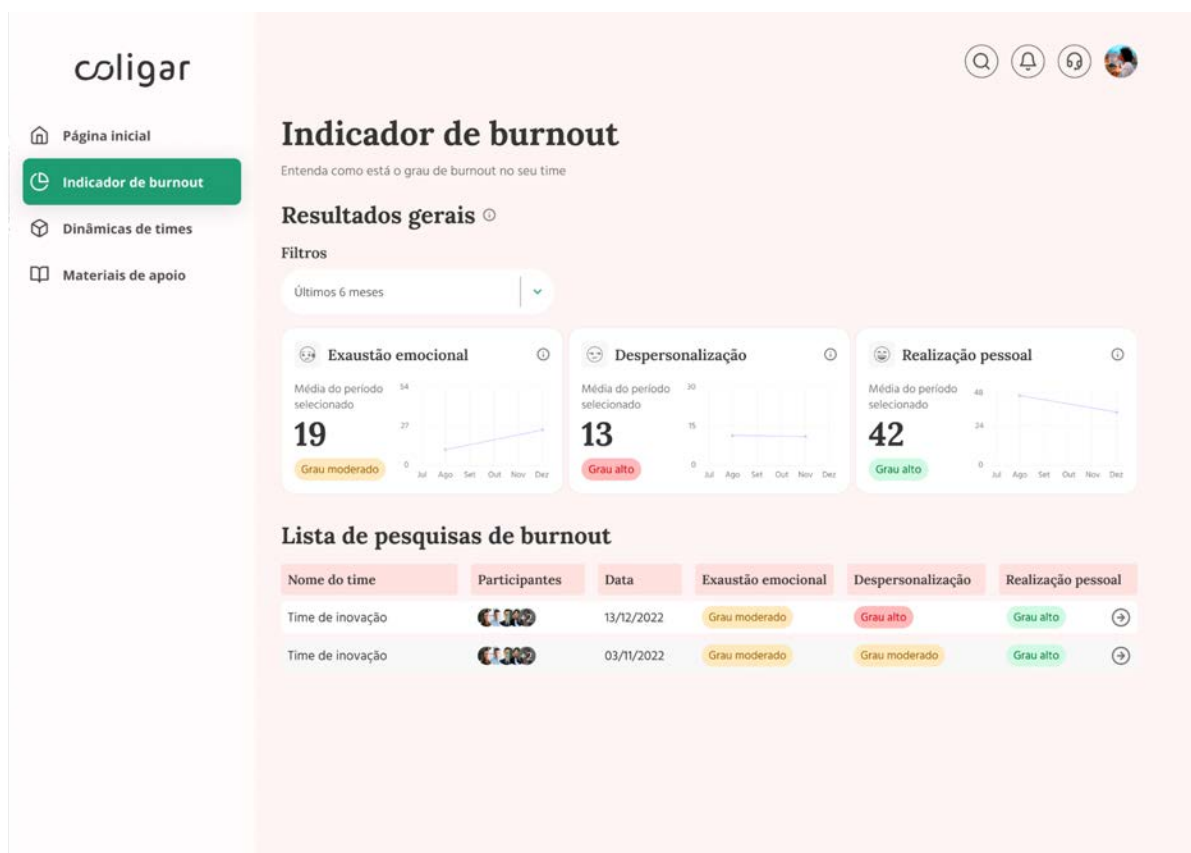 coligar
Página inicial
Indicador de burnout
Dinâmicas de times
Materiais de apoio
Indicador de burnout
Entenda como está o grau de burnout no seu time
Resultados gerais
Filtros
Últimos 6 meses
Exaustão emocional
Média do período
selecionado
19
Grau moderado
54
27
0
Jul Ago Set Out Nov Dez
Despersonalização
Média do período
selecionado
13
Grau alto
30
15
0
Jul Ago Set Out Nov Dez
Realização pessoal
Média do período
selecionado
42
Grau alto
48
24
0
Jul Ago Set Out Nov Dez
Lista de pesquisas de burnout
Nome do time Participantes Data Exaustão emocional Despersonalização Realização pessoal
Time de inovação 13/12/2022 Grau moderado Grau alto Grau alto
Time de inovação 03/11/2022 Grau moderado Grau moderado Grau alto